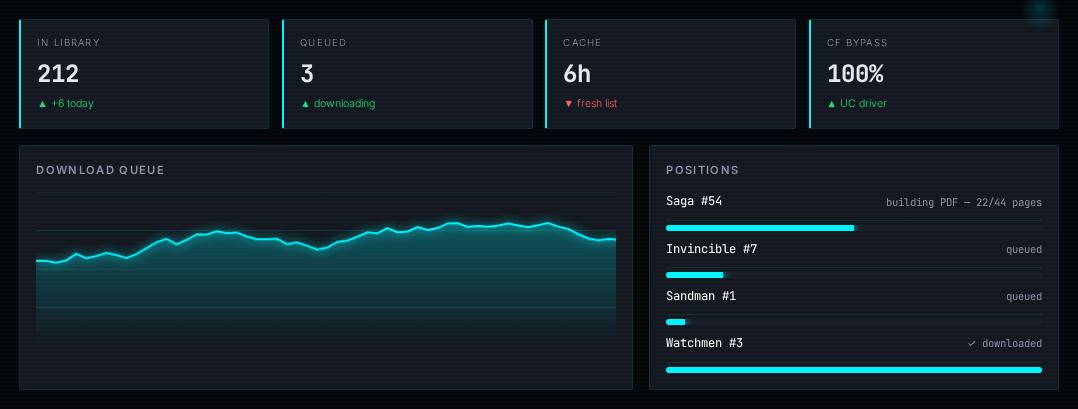 IN LIBRARY
212
▲ +6 today
QUEUED
3
▲ downloading
CACHE
6h
▼ fresh list
CF BYPASS
100%
▲ UC driver
DOWNLOAD QUEUE
POSITIONS
Saga #54 building PDF — 22/44 pages
Invincible #7 queued
Sandman #1 queued
Watchmen #3 ✓ downloaded